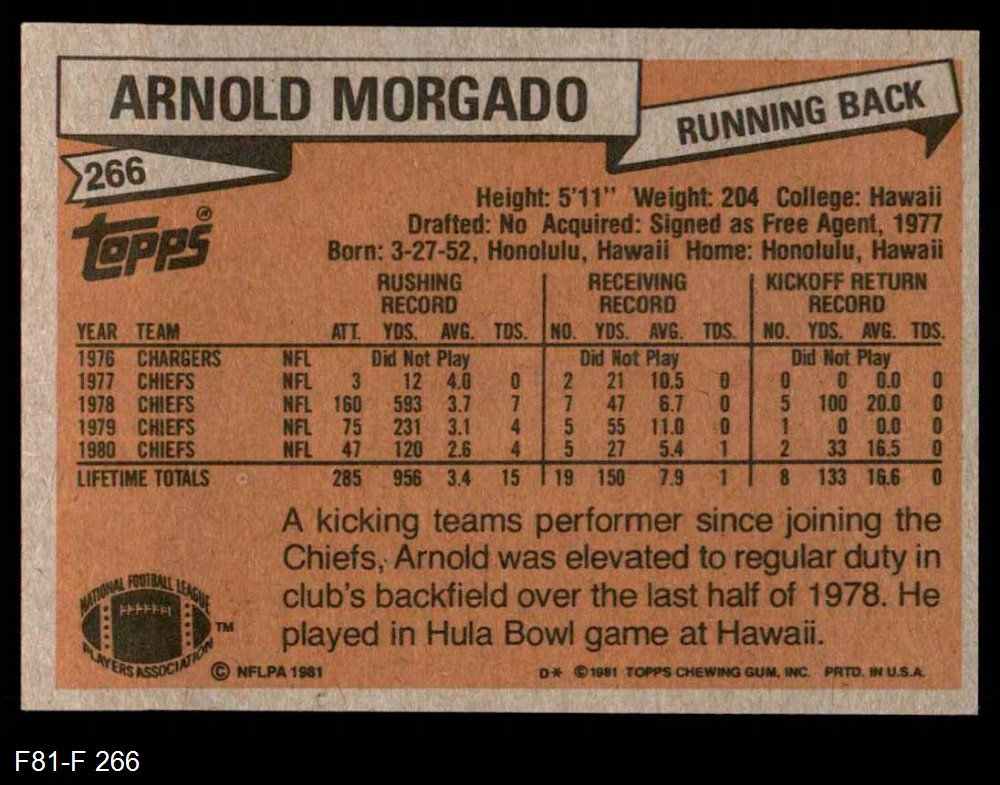 ARNOLD MORGADO
RUNNING BACK
266
TOPPS®
Height: 5'11" Weight: 204 College: Hawaii
Drafted: No Acquired: Signed as Free Agent, 1977
Born: 3-27-52, Honolulu, Hawaii Home: Honolulu, Hawaii
RUSHING RECORD RECEIVING RECORD KICKOFF RETURN RECORD
YEAR TEAM ATT. YDS. AVG. TDS. NO. YDS. AVG. TDS. NO. YDS. AVG. TDS.
1976 CHARGERS NFL Did Not Play Did Not Play Did Not Play
1977 CHIEFS NFL 3 12 4.0 0 2 21 10.5 0 0 0 0.0 0
1978 CHIEFS NFL 160 593 3.7 7 7 47 6.7 0 5 100 20.0 0
1979 CHIEFS NFL 75 231 3.1 4 5 55 11.0 0 1 0 0.0 0
1980 CHIEFS NFL 47 120 2.6 4 5 27 5.4 1 2 33 16.5 0
LIFETIME TOTALS 285 956 3.4 15 19 150 7.9 1 8 133 16.6 0
A kicking teams performer since joining the
Chiefs, Arnold was elevated to regular duty in
club's backfield over the last half of 1978. He
played in Hula Bowl game at Hawaii.
NATIONAL FOOTBALL LEAGUE
PLAYERS ASSOCIATION
TM
© NFLPA 1981
D* © 1981 TOPPS CHEWING GUM, INC. PRTD. IN U.S.A.
F81-F 266